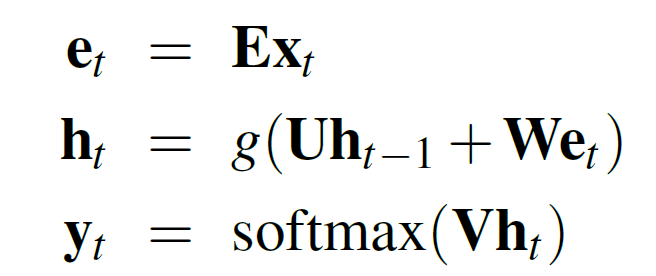 e_t = Ex_t
h_t = g(Uh_{t−1} + We_t)
y_t = softmax(Vh_t)